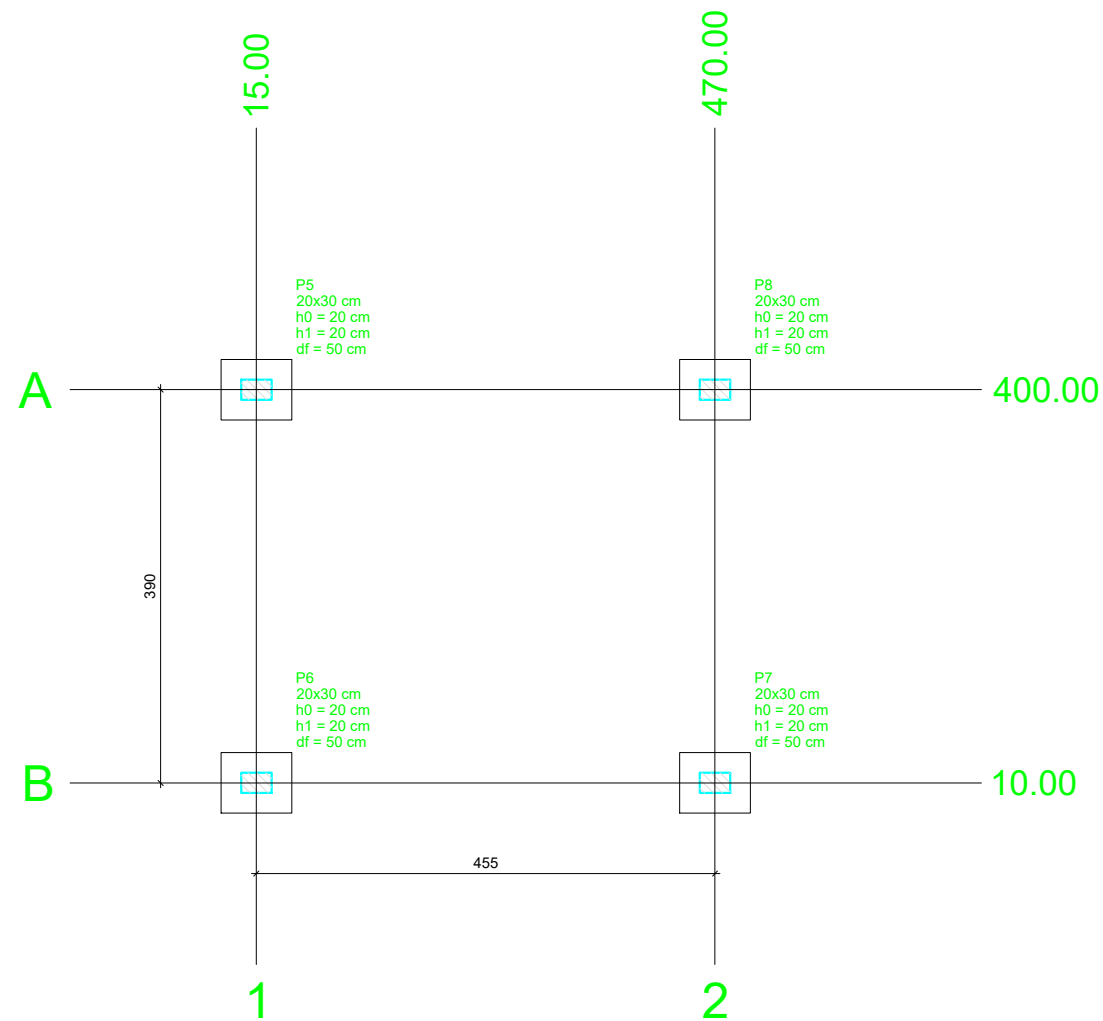 15.00
470.00
P5
20x30 cm
h0 = 20 cm
h1 = 20 cm
df = 50 cm
P8
20x30 cm
h0 = 20 cm
h1 = 20 cm
df = 50 cm
A
400.00
390
P6
20x30 cm
h0 = 20 cm
h1 = 20 cm
df = 50 cm
P7
20x30 cm
h0 = 20 cm
h1 = 20 cm
df = 50 cm
B
10.00
455
1
2